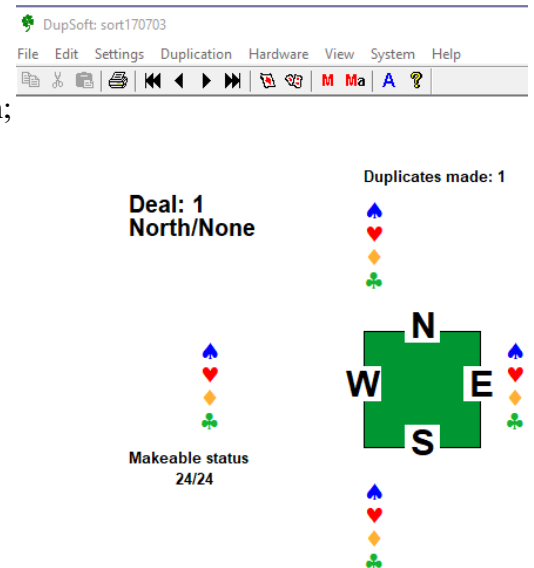 DupSoft: sort170703
File Edit Settings Duplication Hardware View System Help
M Ma A ?
Duplicates made: 1
Deal: 1
North/None
N
W E
S
Makeable status
24/24